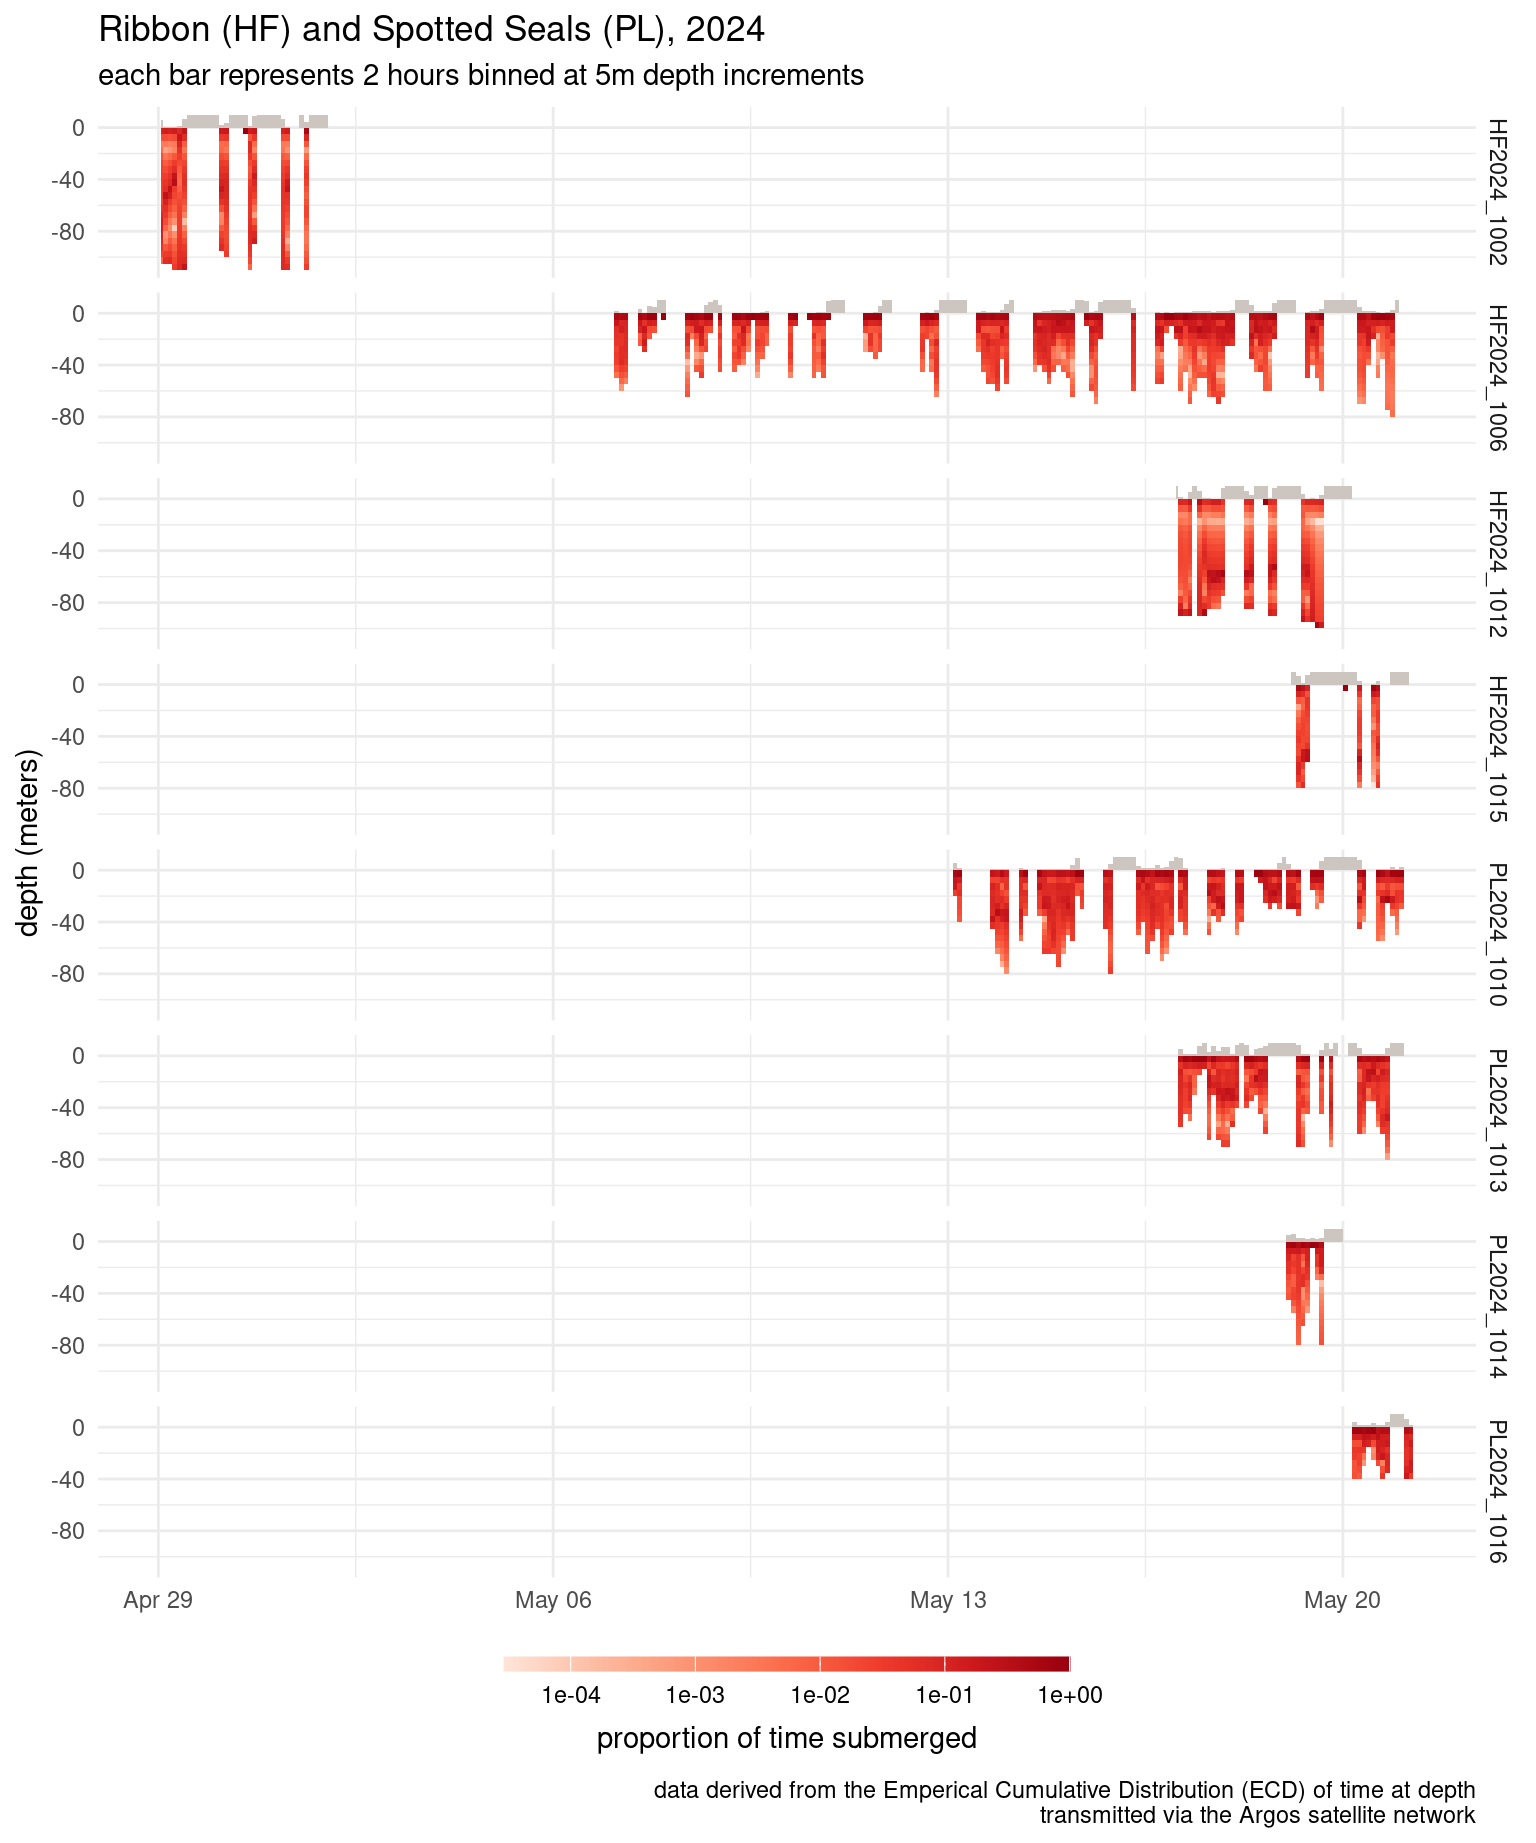 Ribbon (HF) and Spotted Seals (PL), 2024
each bar represents 2 hours binned at 5m depth increments
depth (meters)
0
-40
-80
HF2024_1002
0
-40
-80
HF2024_1006
0
-40
-80
HF2024_1012
0
-40
-80
HF2024_1015
0
-40
-80
PL2024_1010
0
-40
-80
PL2024_1013
0
-40
-80
PL2024_1014
0
-40
-80
PL2024_1016
Apr 29 May 06 May 13 May 20
1e-04 1e-03 1e-02 1e-01 1e+00
proportion of time submerged
data derived from the Emperical Cumulative Distribution (ECD) of time at depth
transmitted via the Argos satellite network